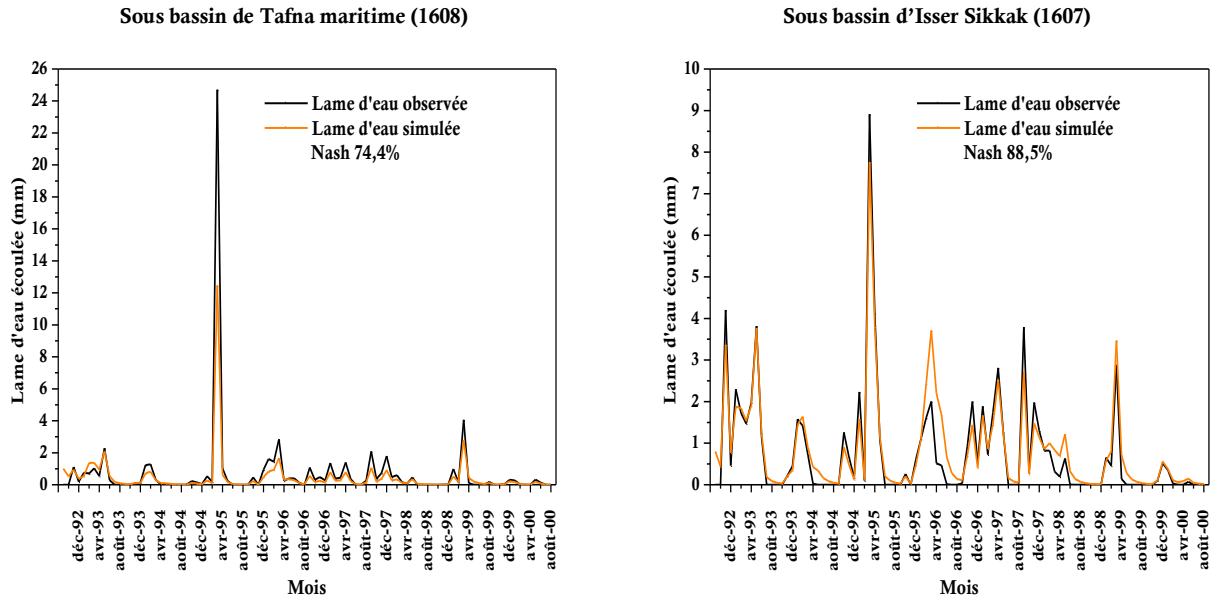 Sous bassin de Tafna maritime (1608)
26
24
22
20
18
16
14
12
10
8
6
4
2
0
Lame d'eau écoulée (mm)
Lame d'eau observée
Lame d'eau simulée
Nash 74,4%
déc-92
avr-93
août-93
déc-93
avr-94
août-94
déc-94
avr-95
août-95
déc-95
avr-96
août-96
déc-96
avr-97
août-97
déc-97
avr-98
août-98
déc-98
avr-99
août-99
déc-99
avr-00
août-00
Mois
Sous bassin d’Isser Sikkak (1607)
10
9
8
7
6
5
4
3
2
1
0
Lame d'eau écoulée (mm)
Lame d'eau observée
Lame d'eau simulée
Nash 88,5%
déc-92
avr-93
août-93
déc-93
avr-94
août-94
déc-94
avr-95
août-95
déc-95
avr-96
août-96
déc-96
avr-97
août-97
déc-97
avr-98
août-98
déc-98
avr-99
août-99
déc-99
avr-00
août-00
Mois